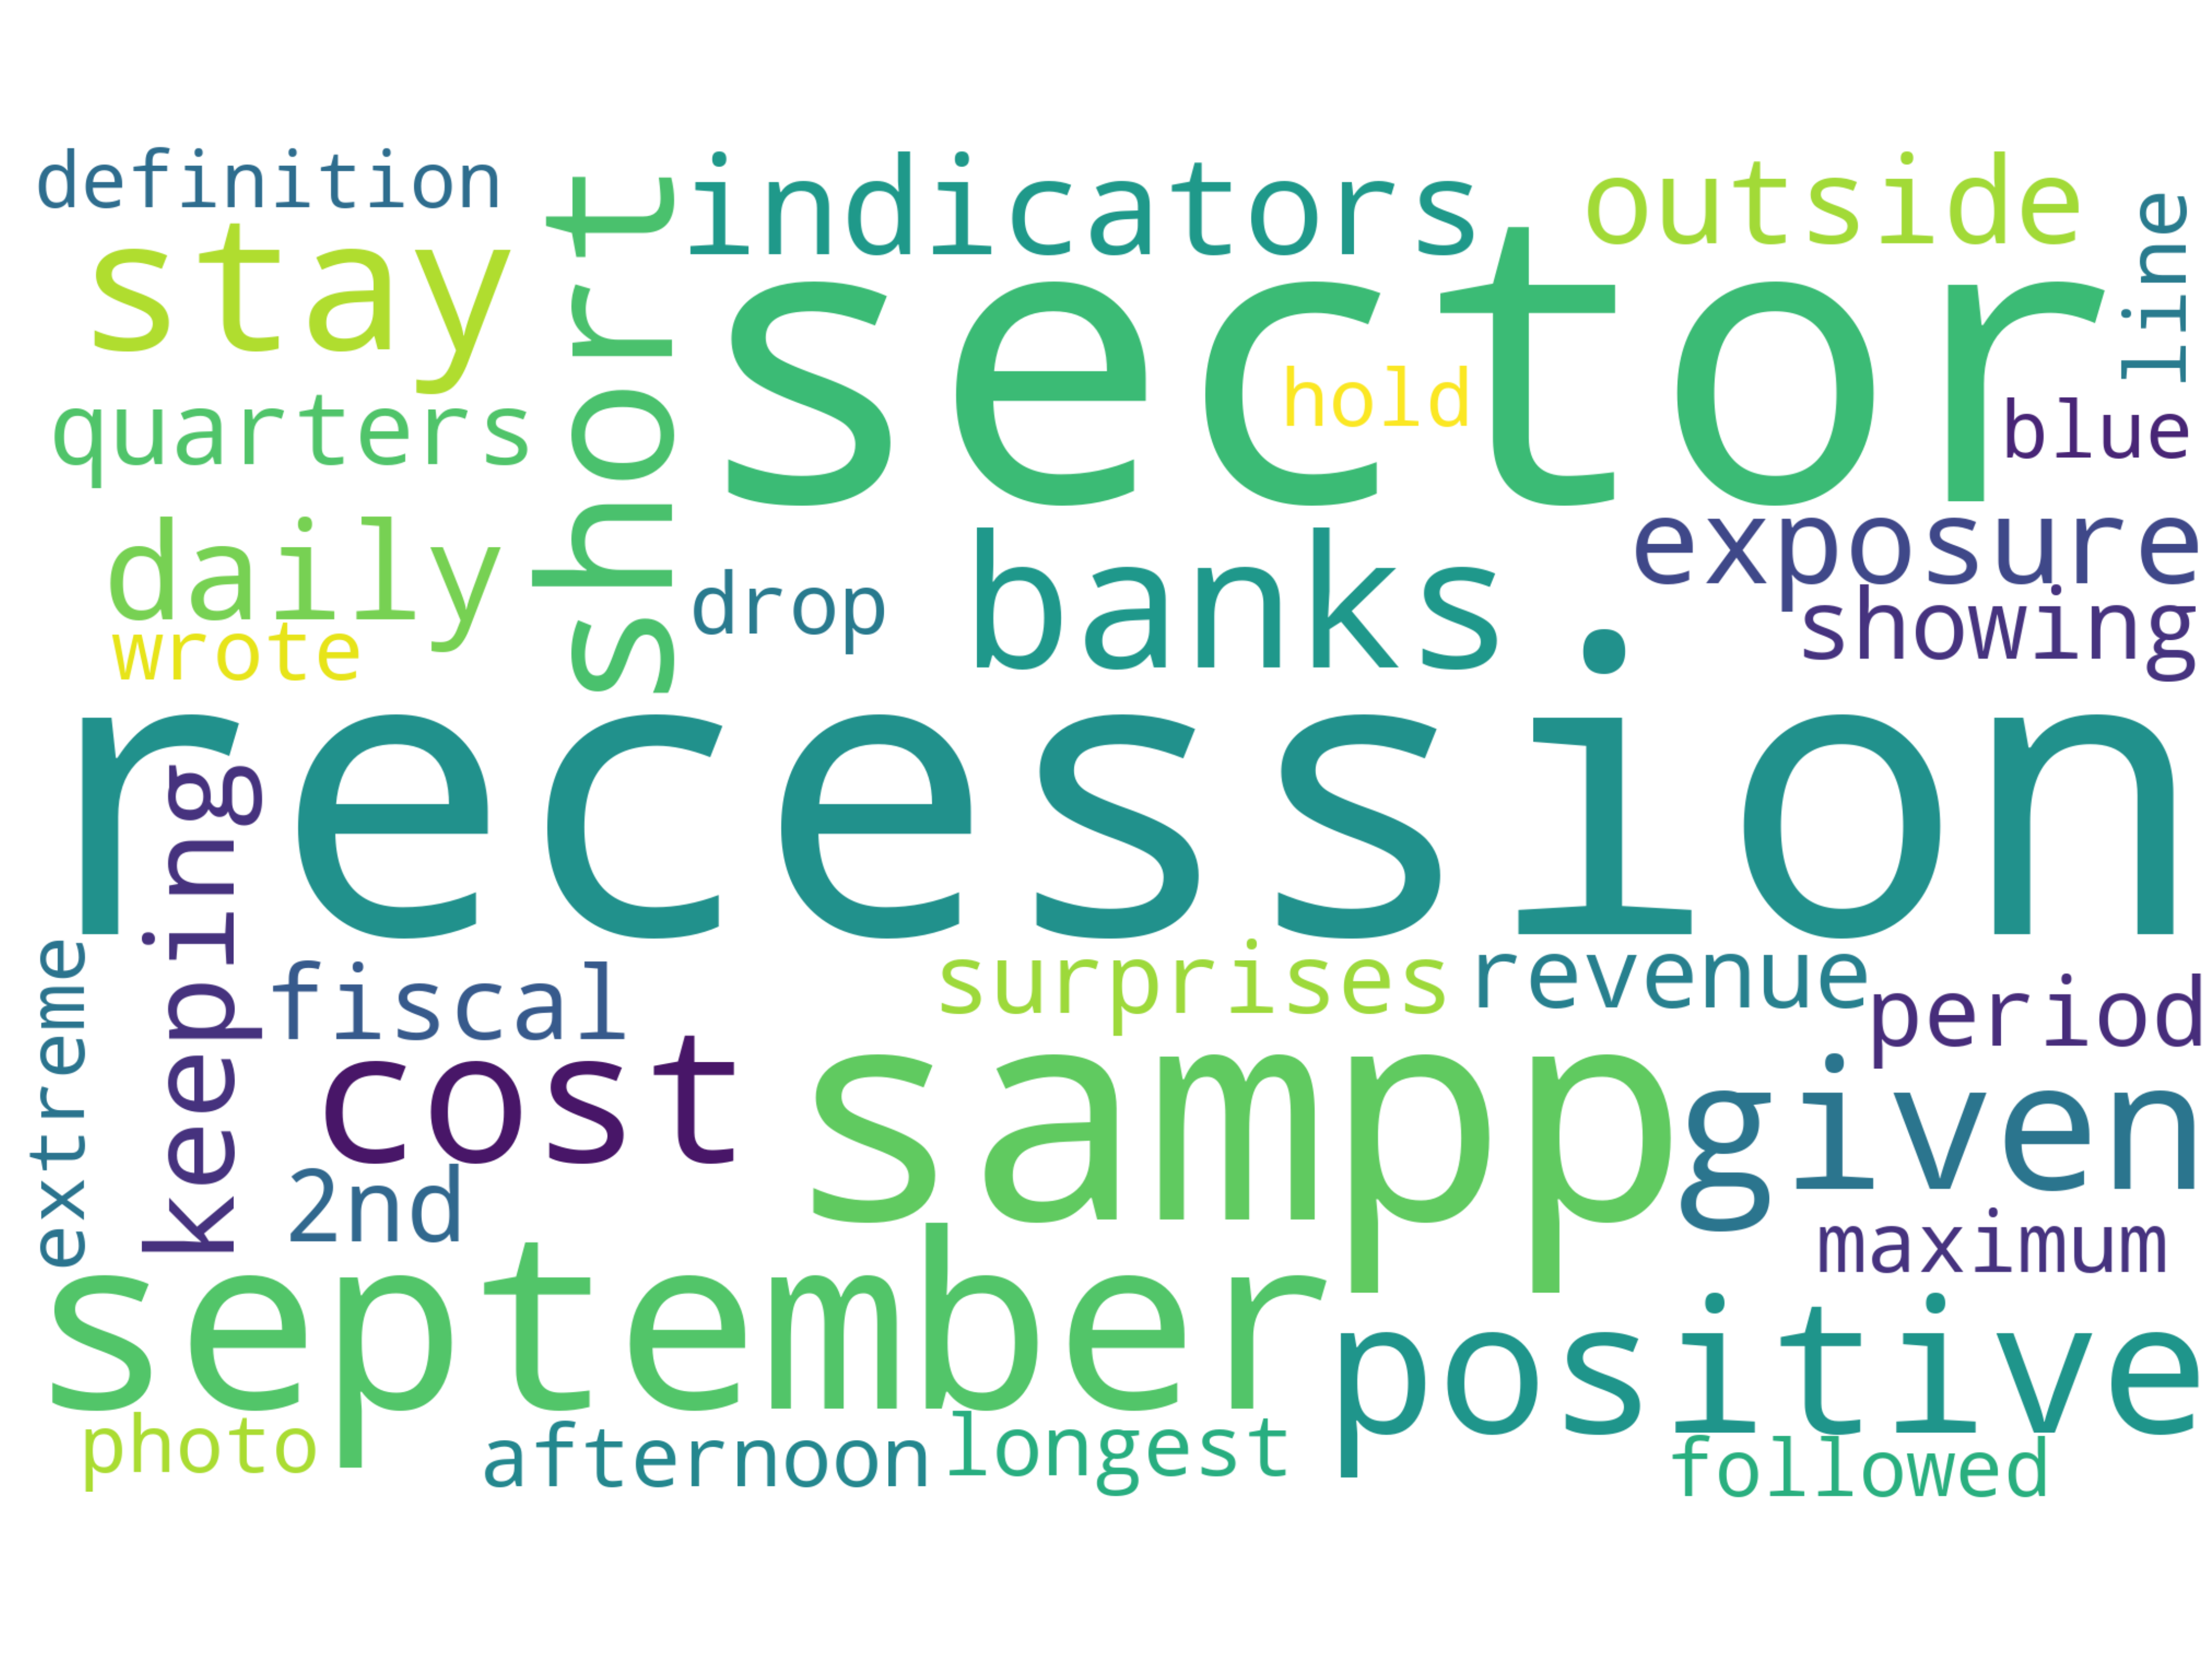 definition
indicators
outside
line
stay
short
sector
hold
quarters
blue
daily
drop
banks
exposure
showing
wrote
recession
keeping
extreme
fiscal
surprises
revenue
period
cost
sampp
given
2nd
maximum
september
positive
photo
afternoon
longest
followed